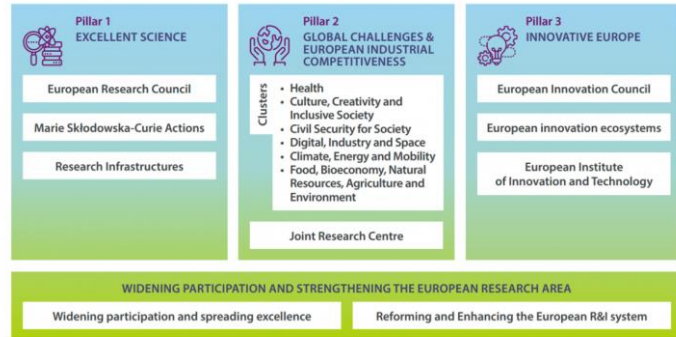 Pillar 1
EXCELLENT SCIENCE
European Research Council
Marie Skłodowska-Curie Actions
Research Infrastructures
Pillar 2
GLOBAL CHALLENGES &
EUROPEAN INDUSTRIAL
COMPETITIVENESS
Clusters
• Health
• Culture, Creativity and
Inclusive Society
• Civil Security for Society
• Digital, Industry and Space
• Climate, Energy and Mobility
• Food, Bioeconomy, Natural
Resources, Agriculture and
Environment
Joint Research Centre
Pillar 3
INNOVATIVE EUROPE
European Innovation Council
European innovation ecosystems
European Institute
of Innovation and Technology
WIDENING PARTICIPATION AND STRENGTHENING THE EUROPEAN RESEARCH AREA
Widening participation and spreading excellence
Reforming and Enhancing the European R&I system